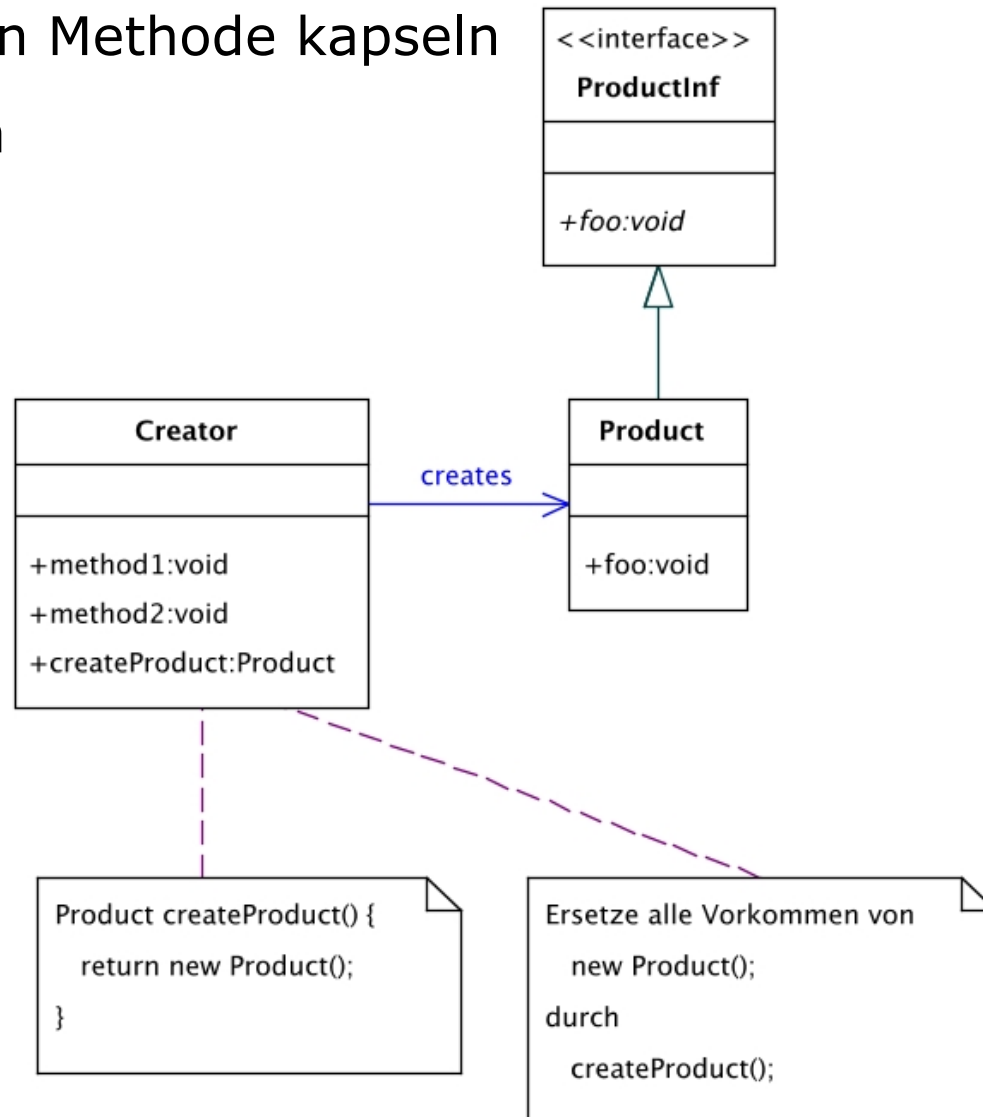 n Methode kapseln
<<interface>>
ProductInf
+foo:void
Creator
+method1:void
+method2:void
+createProduct:Product
creates
Product
+foo:void
Product createProduct() {
return new Product();
}
Ersetze alle Vorkommen von
new Product();
durch
createProduct();